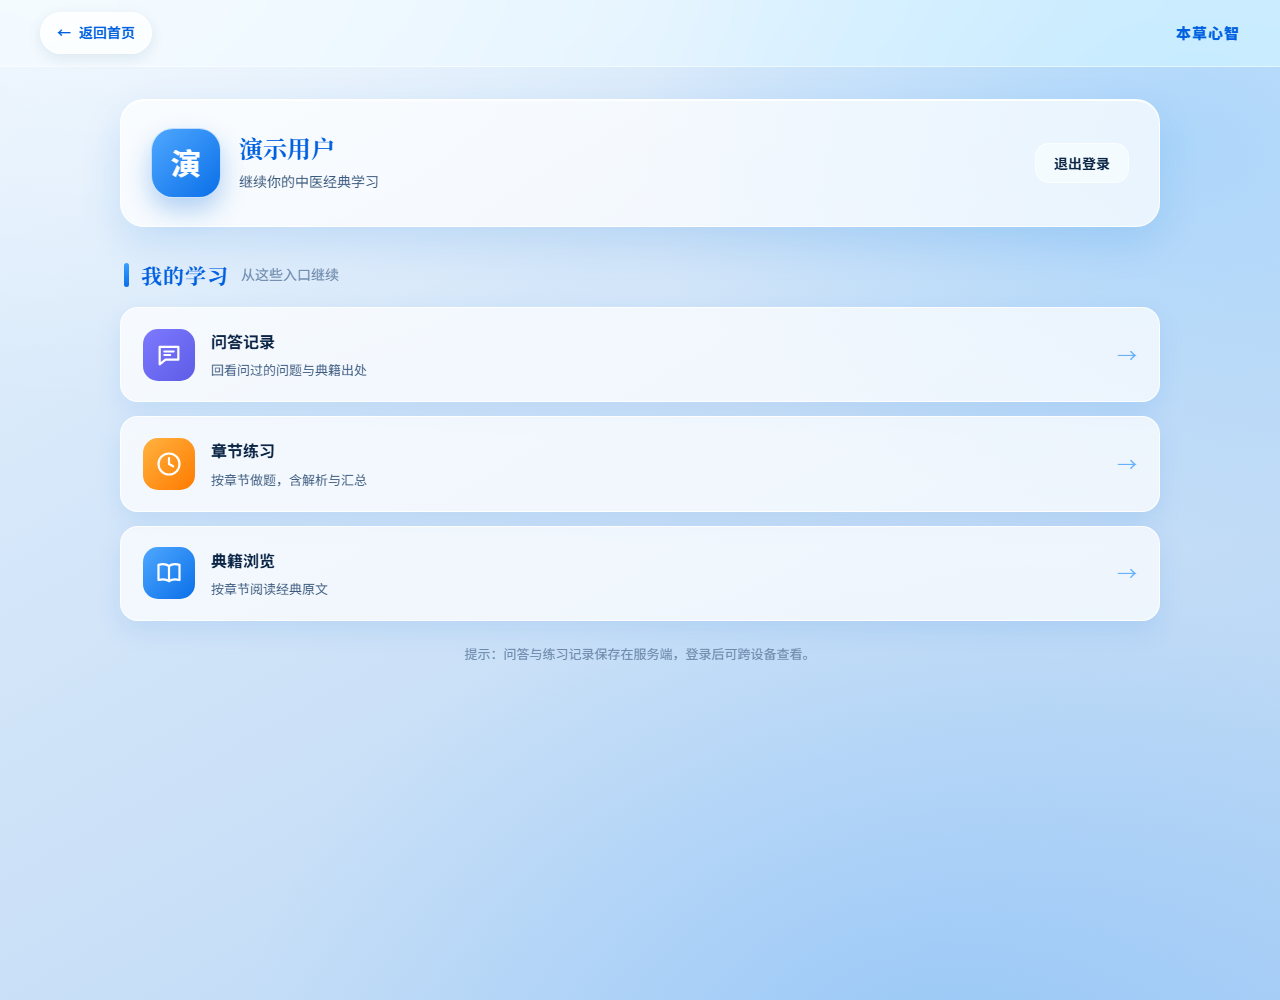 ← 返回首页
本草心智
演
演示用户
继续你的中医经典学习
退出登录
我的学习 从这些入口继续
问答记录
回看问过的问题与典籍出处
→
章节练习
按章节做题，含解析与汇总
→
典籍浏览
按章节阅读经典原文
→
提示：问答与练习记录保存在服务端，登录后可跨设备查看。